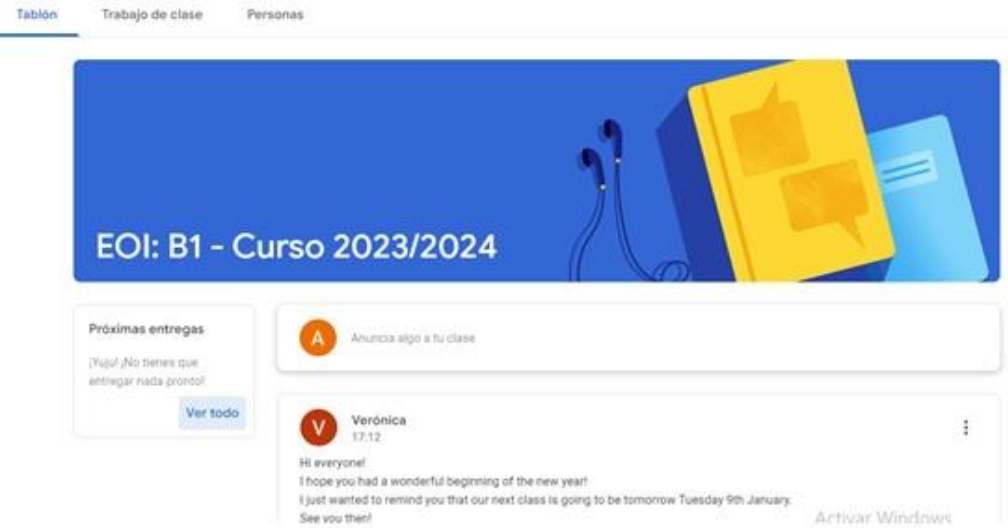 Tablón Trabajo de clase Personas
EOI: B1 - Curso 2023/2024
Próximas entregas
¡Yuju! ¡No tienes que
entregar nada pronto!
Ver todo
A Anuncia algo a tu clase
V Verónica
17:12
Hi everyone!
I hope you had a wonderful beginning of the new year!
I just wanted to remind you that our next class is going to be tomorrow Tuesday 9th January.
See you then!
Activar Windows